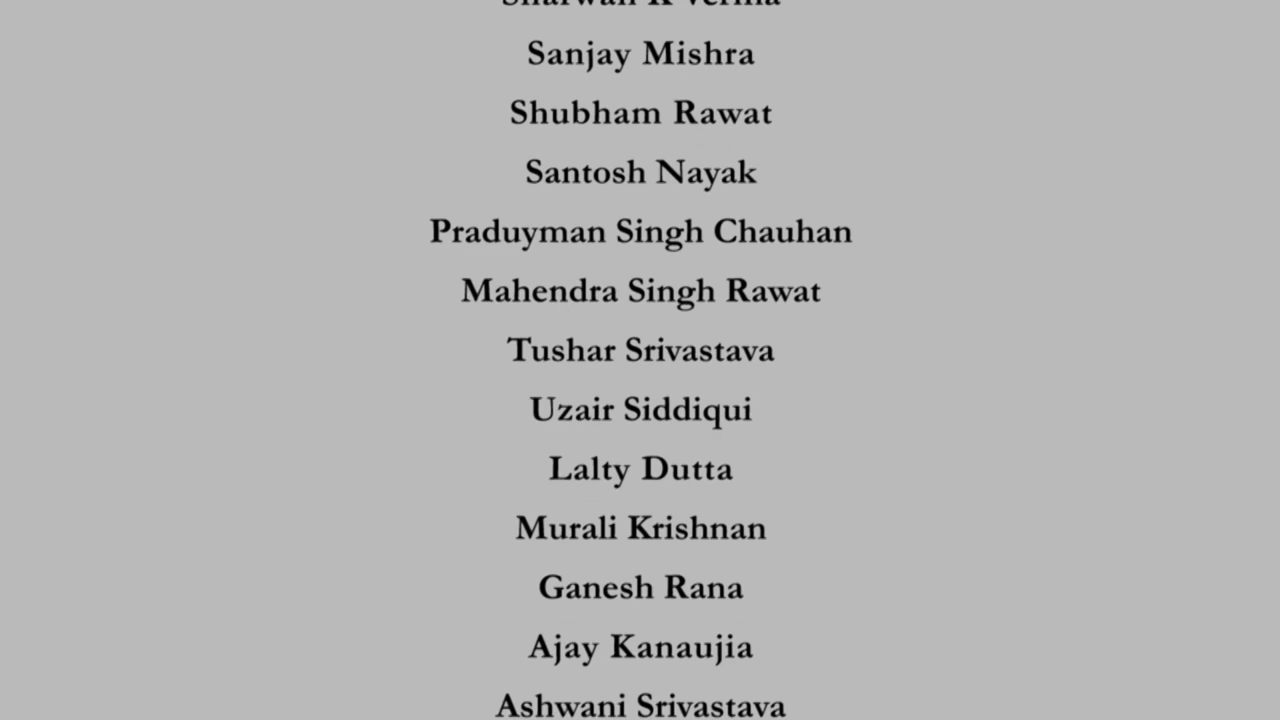 Sanjay Mishra
Shubham Rawat
Santosh Nayak
Praduyman Singh Chauhan
Mahendra Singh Rawat
Tushar Srivastava
Uzair Siddiqui
Lalty Dutta
Murali Krishnan
Ganesh Rana
Ajay Kanaujia
Ashwani Srivastava